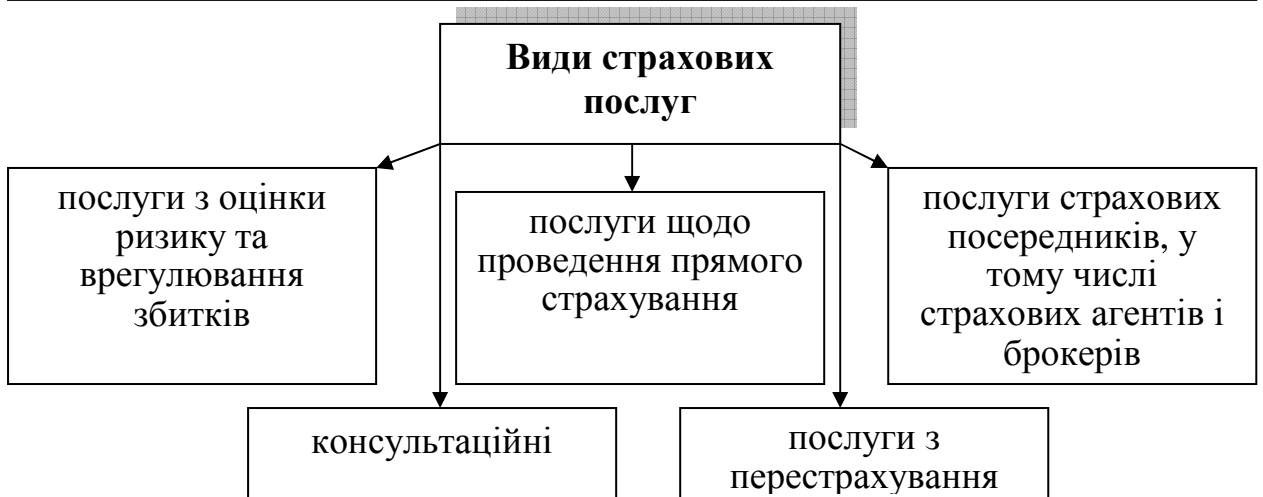 Види страхових
послуг
послуги з оцінки
ризику та
врегулювання
збитків
послуги щодо
проведення прямого
страхування
послуги страхових
посередників, у
тому числі
страхових агентів і
брокерів
консультаційні
послуги з
перестрахування